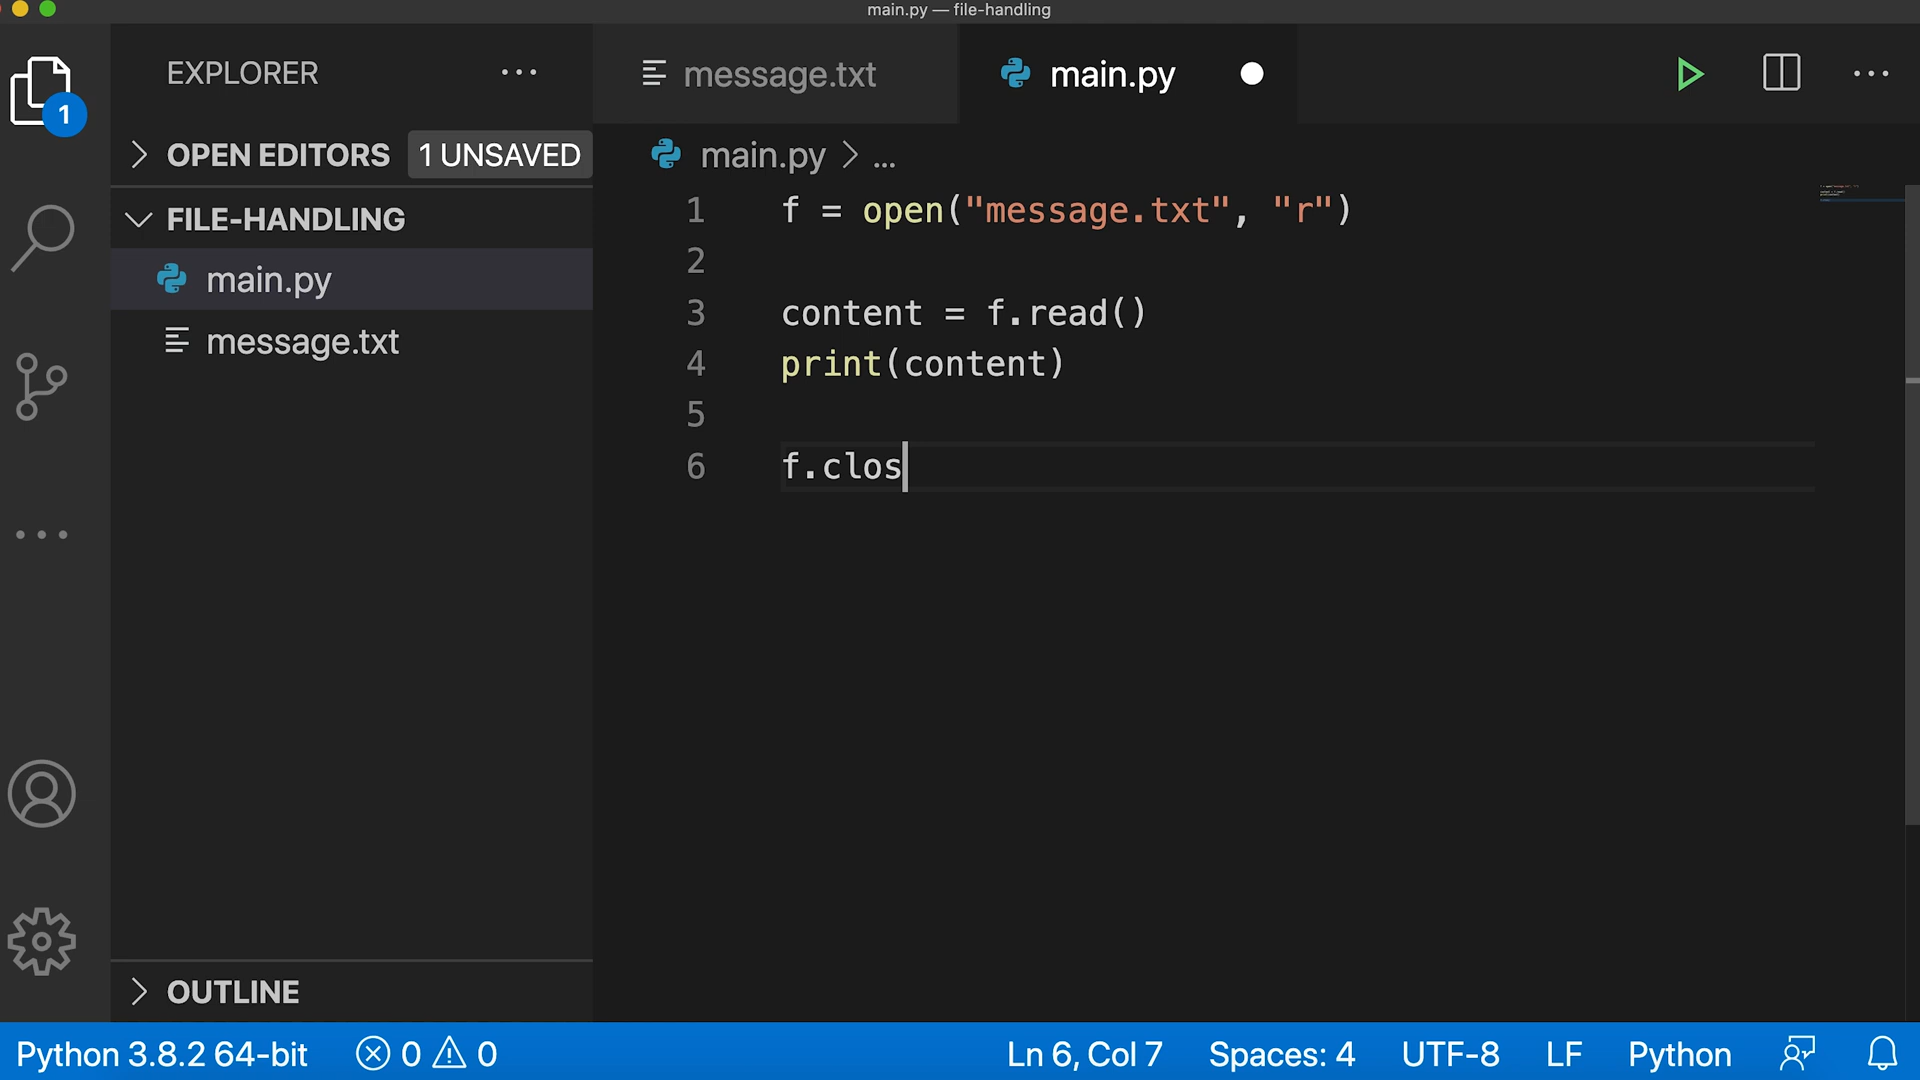 main.py — file-handling
EXPLORER ...
message.txt
main.py
1
OPEN EDITORS 1 UNSAVED
main.py > ...
FILE-HANDLING
main.py
message.txt
1 f = open("message.txt", "r")
2
3 content = f.read()
4 print(content)
5
6 f.clos
OUTLINE
Python 3.8.2 64-bit 0 0 Ln 6, Col 7 Spaces: 4 UTF-8 LF Python